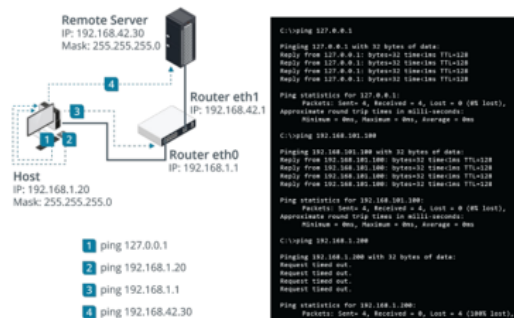 Remote Server
IP: 192.168.42.30
Mask: 255.255.255.0
4
Router eth1
IP: 192.168.42.1
3
1 2
Router eth0
IP: 192.168.1.1
Host
IP: 192.168.1.20
Mask: 255.255.255.0
1 ping 127.0.0.1
2 ping 192.168.1.20
3 ping 192.168.1.1
4 ping 192.168.42.30
C:\>ping 127.0.0.1
Pinging 127.0.0.1 with 32 bytes of data:
Reply from 127.0.0.1: bytes=32 time<1ms TTL=128
Reply from 127.0.0.1: bytes=32 time<1ms TTL=128
Reply from 127.0.0.1: bytes=32 time<1ms TTL=128
Reply from 127.0.0.1: bytes=32 time<1ms TTL=128
Ping statistics for 127.0.0.1:
Packets: Sent= 4, Received = 4, Lost = 0 (0% lost),
Approximate round trip times in milli-seconds:
Minimum = 0ms, Maximum = 0ms, Average = 0ms
C:\>ping 192.168.101.100
Pinging 192.168.101.100 with 32 bytes of data:
Reply from 192.168.101.100: bytes=32 time<1ms TTL=128
Reply from 192.168.101.100: bytes=32 time<1ms TTL=128
Reply from 192.168.101.100: bytes=32 time<1ms TTL=128
Reply from 192.168.101.100: bytes=32 time<1ms TTL=128
Ping statistics for 192.168.101.100:
Packets: Sent= 4, Received = 4, Lost = 0 (0% lost),
Approximate round trip times in milli-seconds:
Minimum = 0ms, Maximum = 0ms, Average = 0ms
C:\>ping 192.168.1.200
Pinging 192.168.1.200 with 32 bytes of data:
Request timed out.
Request timed out.
Request timed out.
Request timed out.
Ping statistics for 192.168.1.200:
Packets: Sent= 4, Received = 0, Lost = 4 (100% lost),